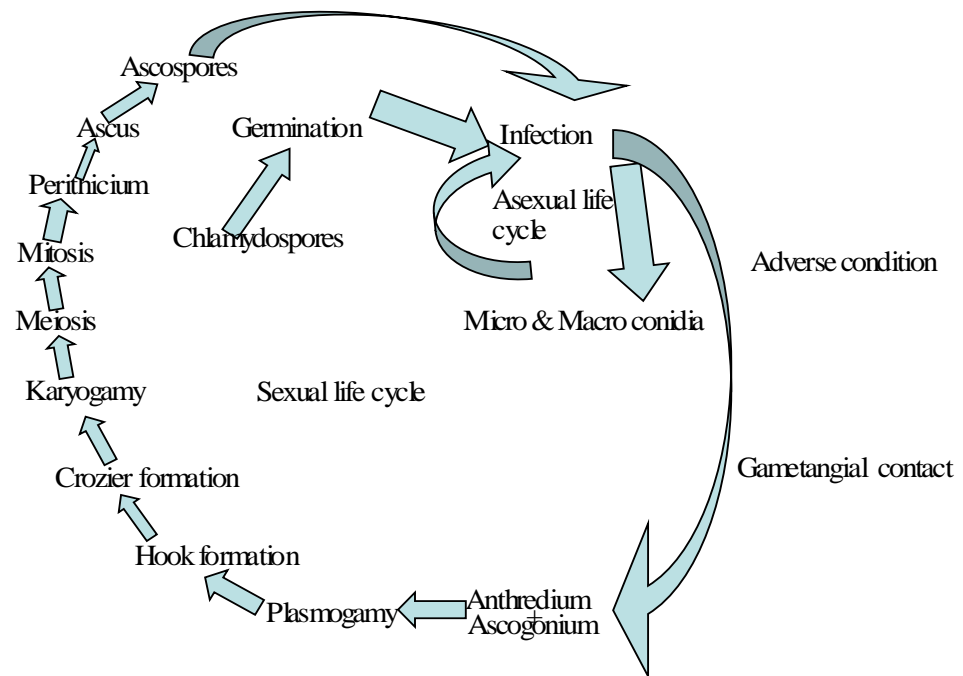 Ascospores
Ascus
Germination
Infection
Perithicium
Asexual life
cycle
Chlamydospores
Mitosis
Adverse condition
Meiosis
Micro & Macro conidia
Karyogamy
Sexual life cycle
Gametangial contact
Crozier formation
Hook formation
Plasmogamy
Anthredium
+
Ascogonium